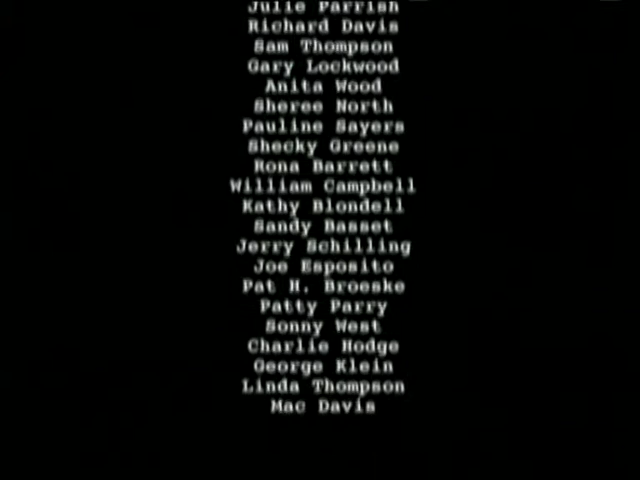 Julie Parrish
Richard Davis
Sam Thompson
Gary Lockwood
Anita Wood
Sheree North
Pauline Sayers
Shecky Greene
Rona Barrett
William Campbell
Kathy Blondell
Sandy Basset
Jerry Schilling
Joe Esposito
Pat H. Broeske
Patty Parry
Sonny West
Charlie Hodge
George Klein
Linda Thompson
Mac Davis